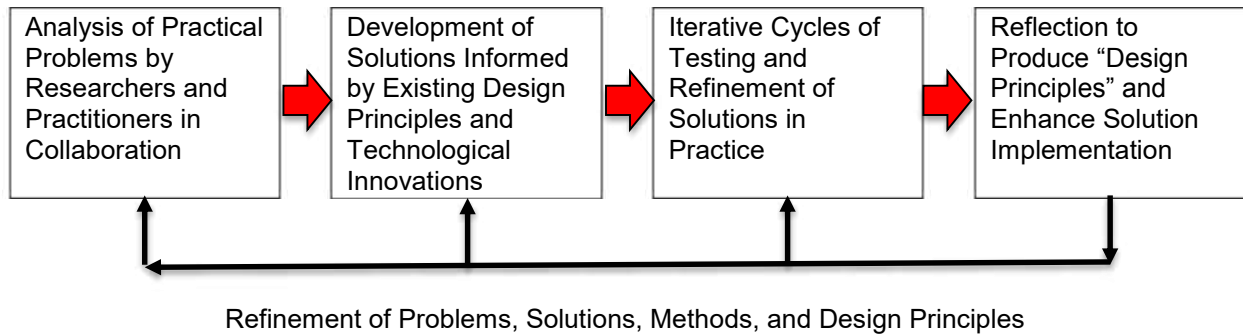 Analysis of Practical
Problems by
Researchers and
Practitioners in
Collaboration
Development of
Solutions Informed
by Existing Design
Principles and
Technological
Innovations
Iterative Cycles of
Testing and
Refinement of
Solutions in
Practice
Reflection to
Produce “Design
Principles” and
Enhance Solution
Implementation
Refinement of Problems, Solutions, Methods, and Design Principles